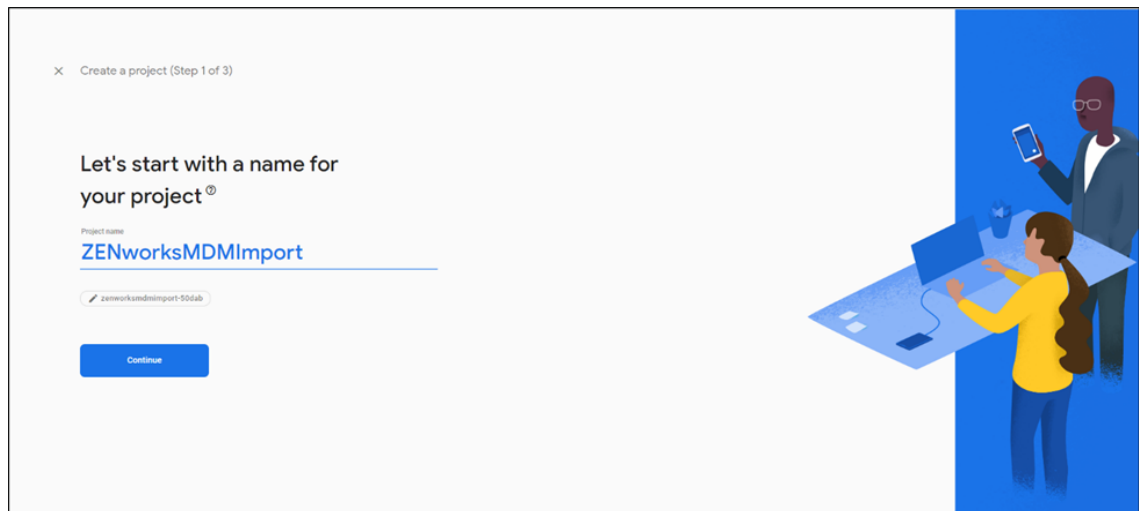 Create a project (Step 1 of 3)
Let's start with a name for
your project
Project name
ZENworksMDMImport
zenworksmdmimport-50dab
Continue